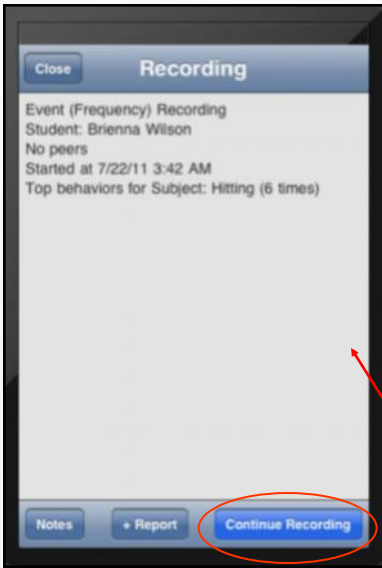 Close Recording
Event (Frequency) Recording
Student: Brienna Wilson
No peers
Started at 7/22/11 3:42 AM
Top behaviors for Subject: Hitting (6 times)
Notes + Report Continue Recording